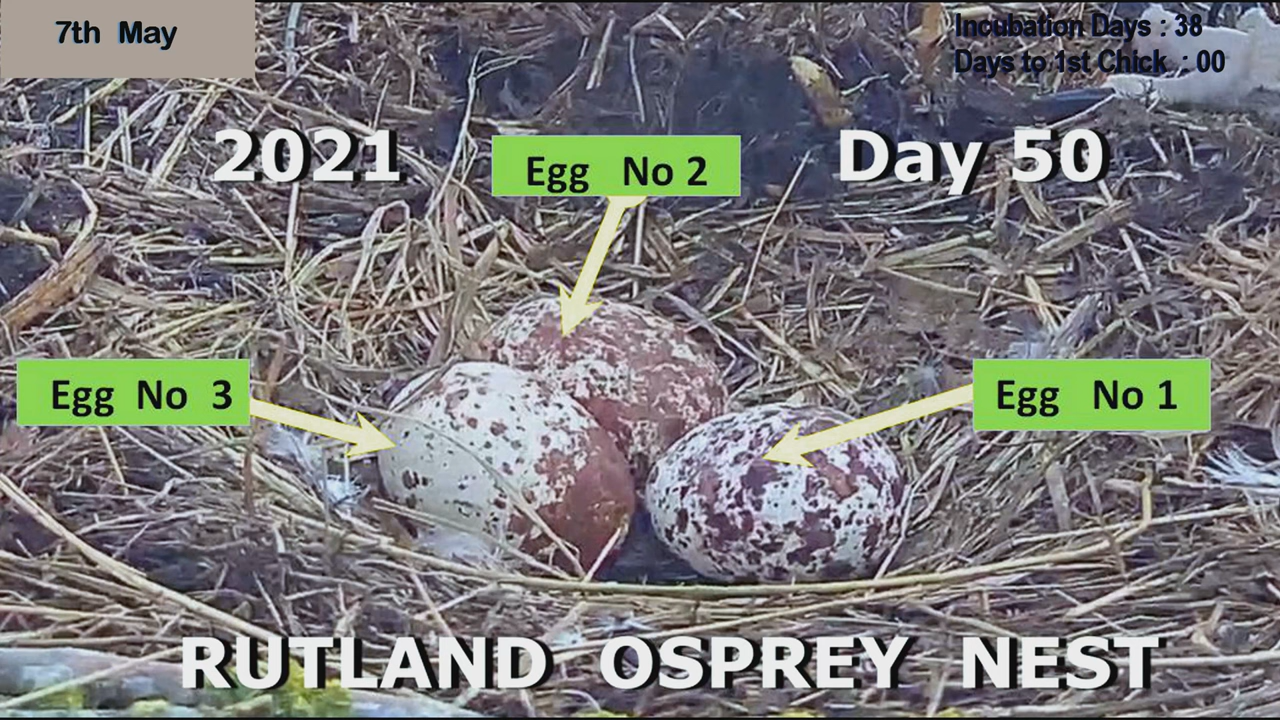 7th May
Incubation Days : 38
Days to 1st Chick : 00
2021
Day 50
Egg No 2
Egg No 3
Egg No 1
RUTLAND OSPREY NEST